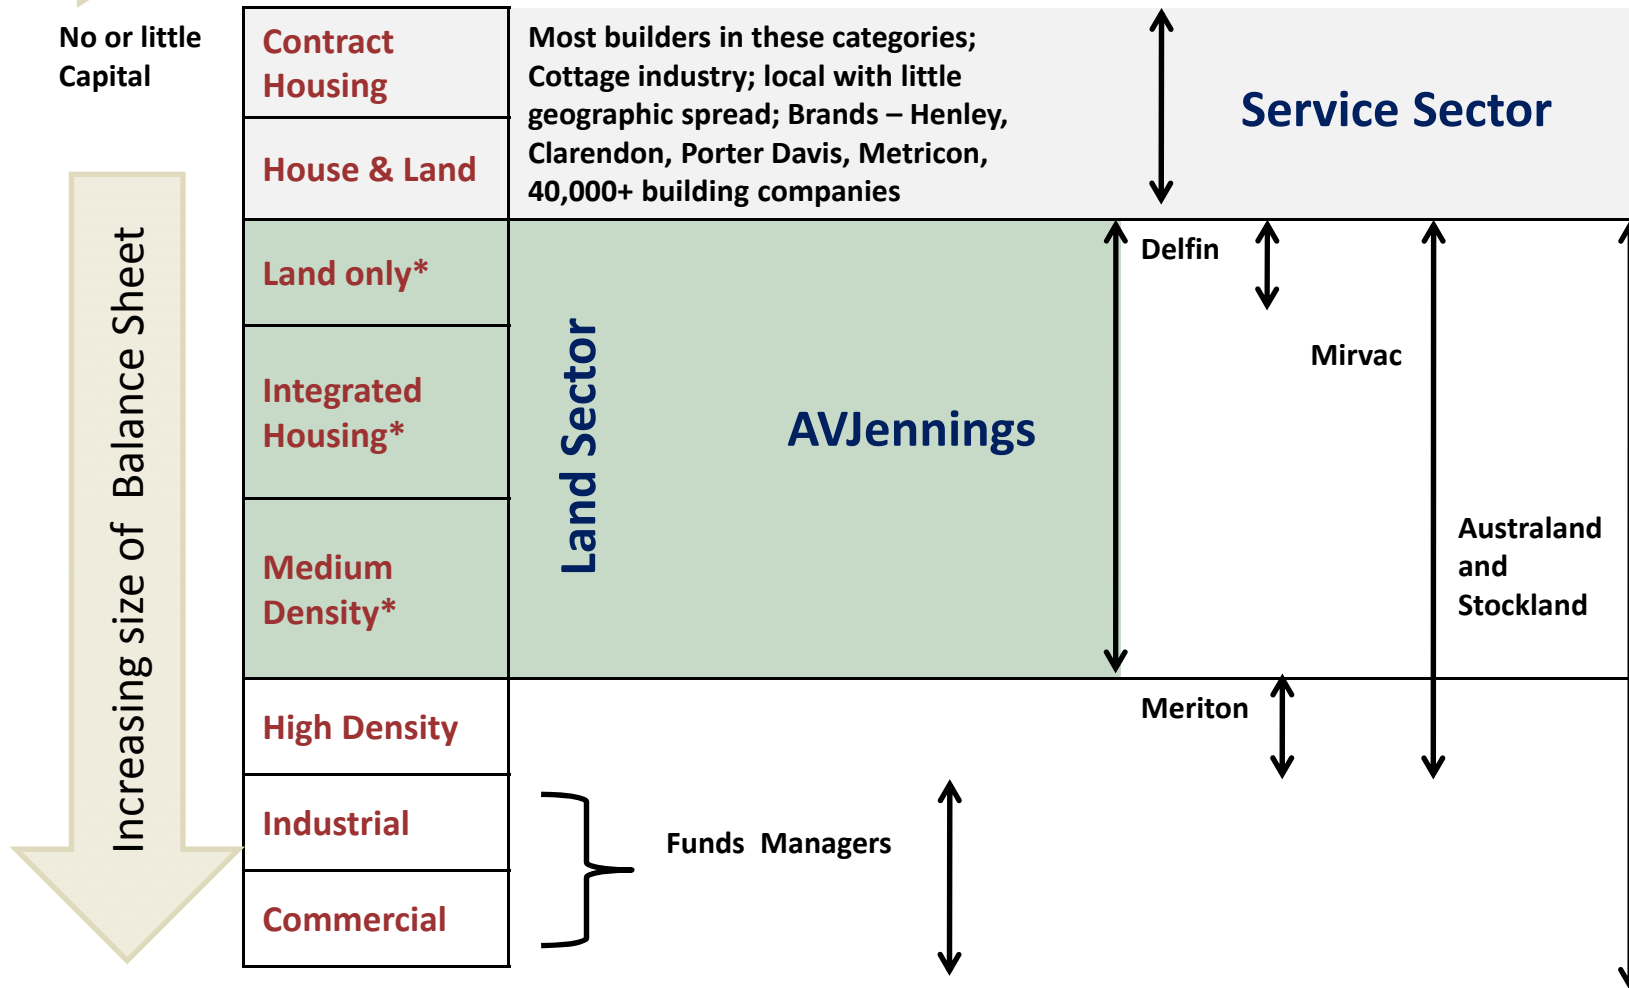 No or little
Capital
Contract
Housing
Most builders in these categories;
Cottage industry; local with little
geographic spread; Brands – Henley,
Clarendon, Porter Davis, Metricon,
40,000+ building companies
Service Sector
House & Land
Increasing size of Balance Sheet
Land only*
Integrated
Housing*
Medium
Density*
Land Sector
AVJennings
Delfin
Mirvac
Australand
and
Stockland
High Density
Meriton
Industrial
Commercial
Funds Managers